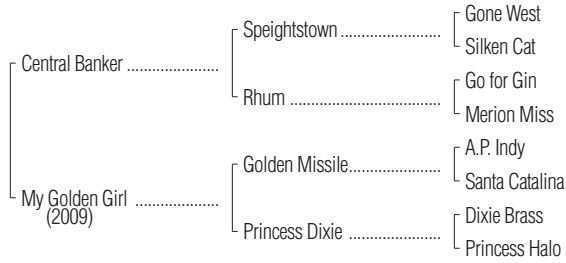 Gone West
Speightstown
Silken Cat
Central Banker
Go for Gin
Rhum
Merion Miss
A.P. Indy
Golden Missile
Santa Catalina
My Golden Girl
(2009)
Dixie Brass
Princess Dixie
Princess Halo